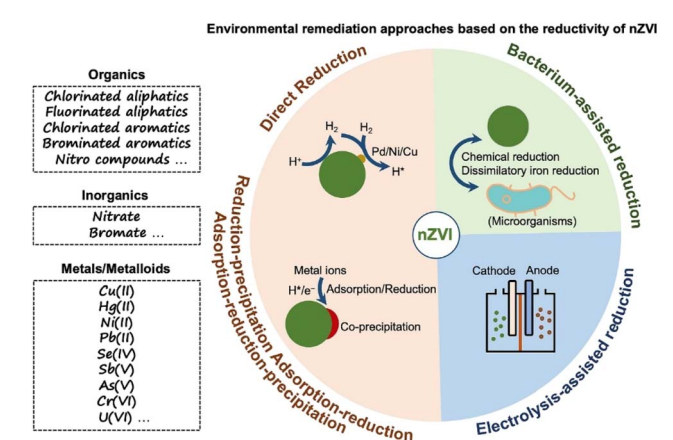 Environmental remediation approaches based on the reductivity of nZVI
Organics
Chlorinated aliphatics
Fluorinated aliphatics
Chlorinated aromatics
Brominated aromatics
Nitro compounds ...
Inorganics
Nitrate
Bromate ...
Metals/Metalloids
Cu(II)
Hg(II)
Ni(II)
Pb(II)
Se(IV)
Sb(V)
As(V)
Cr(VI)
U(VI) ...
Direct Reduction
H₂
H₂
Pd/Ni/Cu
H⁺
H*
Bacterium-assisted reduction
Chemical reduction
Dissimilatory iron reduction
(Microorganisms)
nZVI
Reduction-precipitation Adsorption-reduction
Adsorption-reduction-precipitation
Metal ions
H*/e⁻
Adsorption/Reduction
Co-precipitation
Cathode
Anode
Electrolysis-assisted reduction